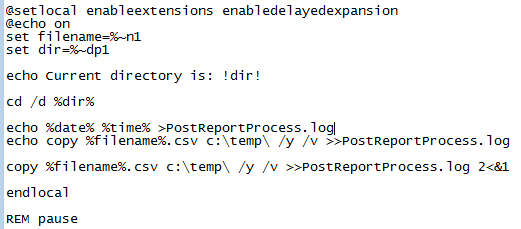 @setlocal enableextensions enabledelayedexpansion
@echo on
set filename=%~n1
set dir=%~dp1
echo Current directory is: !dir!
cd /d %dir%
echo %date% %time% >PostReportProcess.log
echo copy %filename%.csv c:\temp\ /y /v >>PostReportProcess.log
copy %filename%.csv c:\temp\ /y /v >>PostReportProcess.log 2<&1
endlocal
REM pause